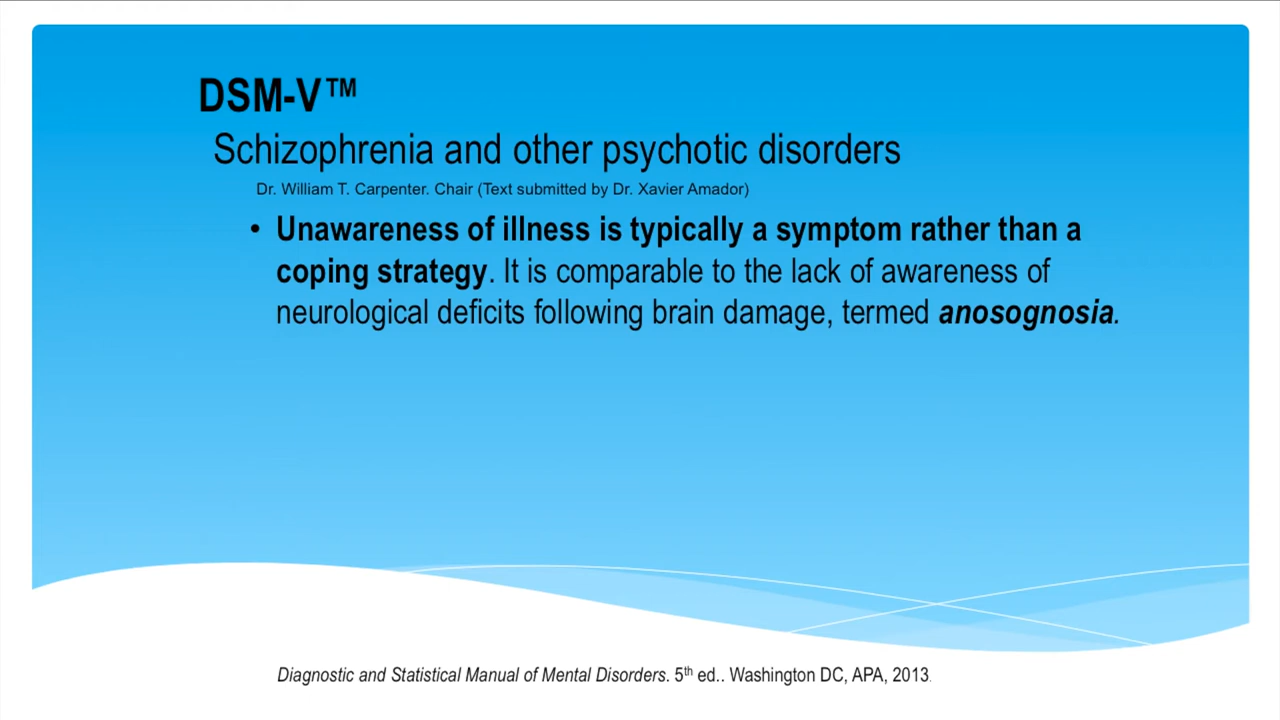 DSM-V™
Schizophrenia and other psychotic disorders
Dr. William T. Carpenter. Chair (Text submitted by Dr. Xavier Amador)
• Unawareness of illness is typically a symptom rather than a
coping strategy. It is comparable to the lack of awareness of
neurological deficits following brain damage, termed anosognosia.
Diagnostic and Statistical Manual of Mental Disorders. 5th ed.. Washington DC, APA, 2013.